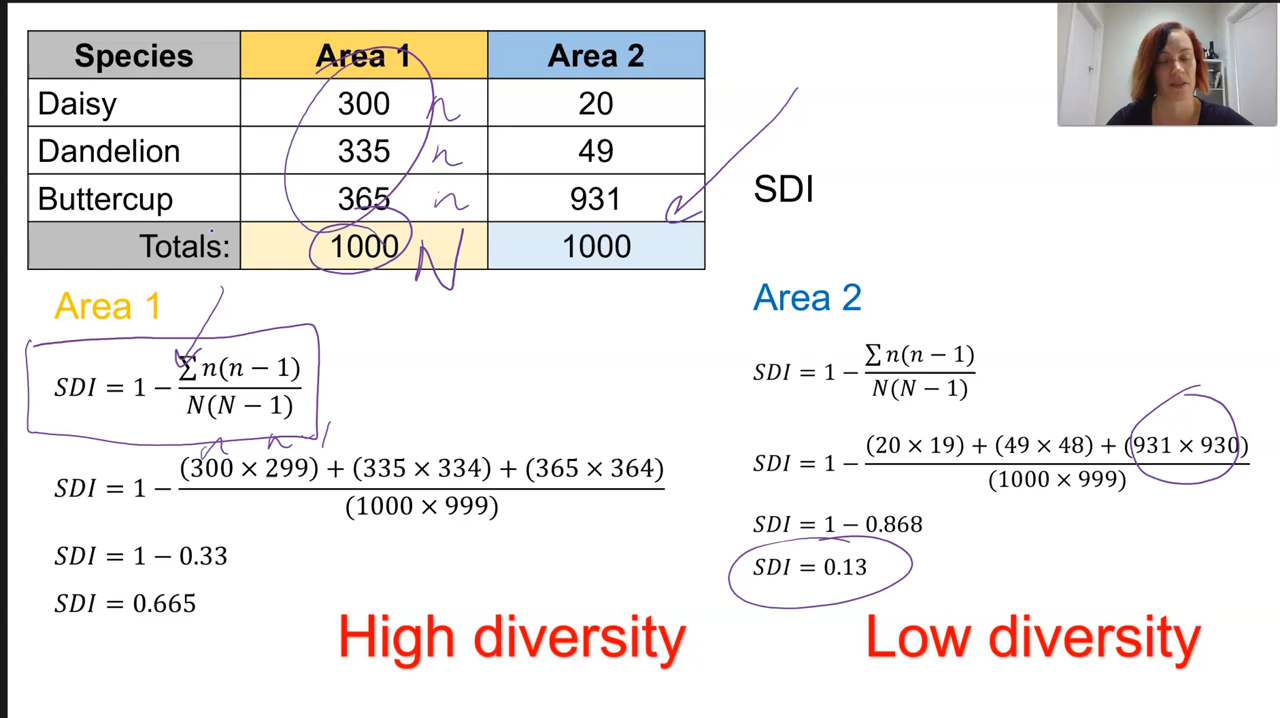 Species Area 1 Area 2
Daisy 300 n 20
Dandelion 335 n 49
Buttercup 365 n 931
Totals: 1000 N 1000
SDI
Area 1
SDI = 1 − ∑ n(n − 1) / N(N − 1)
n n 1
SDI = 1 − (300 × 299) + (335 × 334) + (365 × 364) / (1000 × 999)
SDI = 1 − 0.33
SDI = 0.665
High diversity
Area 2
SDI = 1 − ∑ n(n − 1) / N(N − 1)
SDI = 1 − (20 × 19) + (49 × 48) + (931 × 930) / (1000 × 999)
SDI = 1 − 0.868
SDI = 0.13
Low diversity